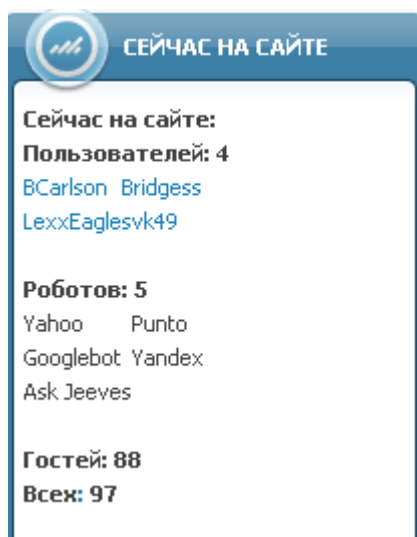 СЕЙЧАС НА САЙТЕ
Сейчас на сайте:
Пользователей: 4
BCarlson Bridgess
LexxEaglesvk49
Роботов: 5
Yahoo Punto
Googlebot Yandex
Ask Jeeves
Гостей: 88
Всех: 97